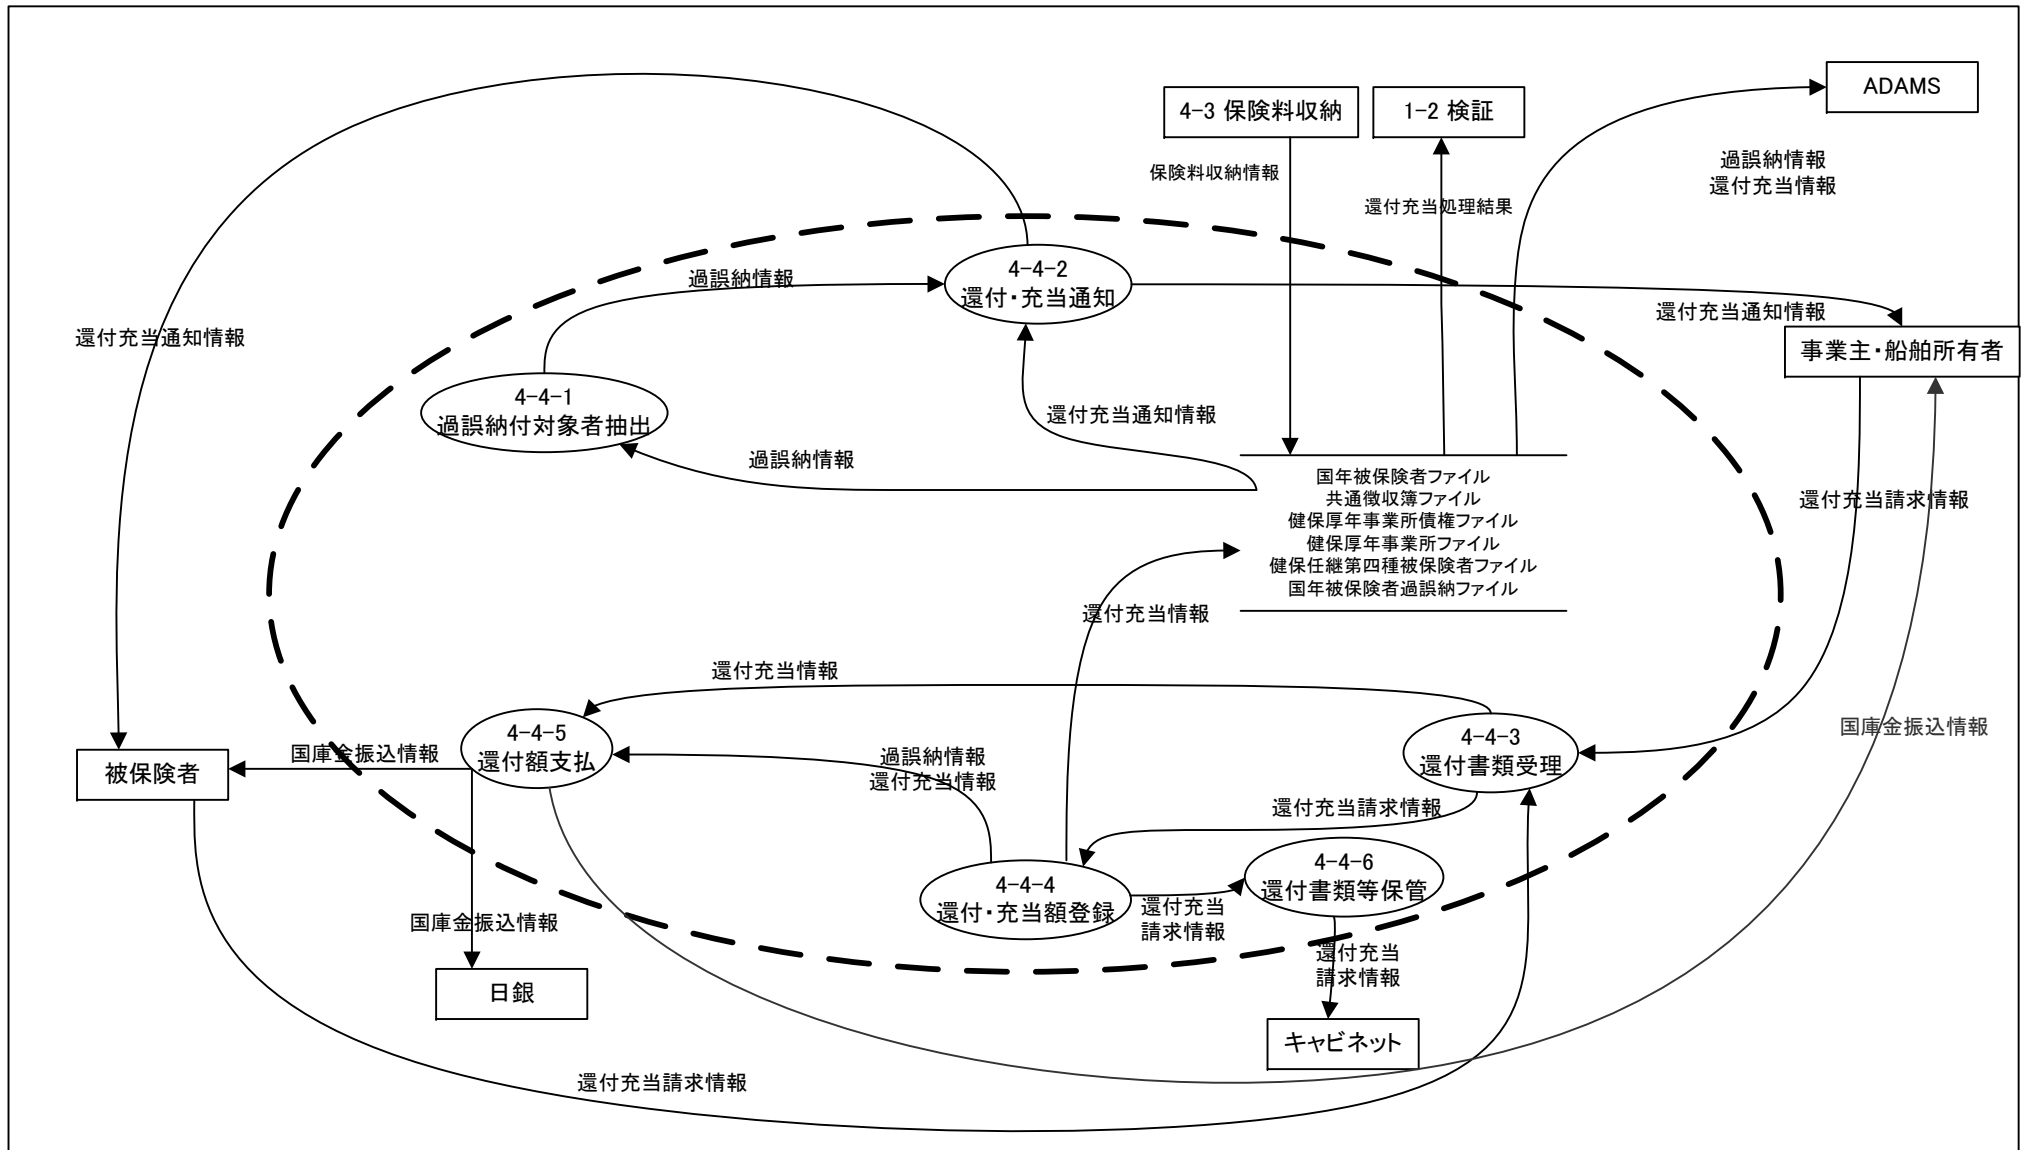 ADAMS
4-3 保険料収納
1-2 検証
保険料収納情報
過誤納情報
還付充当情報
還付充当処理結果
4-4-2
還付・充当通知
過誤納情報
還付充当通知情報
還付充当通知情報
事業主・船舶所有者
4-4-1
過誤納付対象者抽出
還付充当通知情報
過誤納情報
国年被保険者ファイル
共通徴収簿ファイル
健保厚年事業所債権ファイル
健保厚年事業所ファイル
健保任継第四種被保険者ファイル
国年被保険者過誤納ファイル
還付充当請求情報
還付充当情報
還付充当情報
4-4-5
還付額支払
国庫金振込情報
被保険者
過誤納情報
還付充当情報
4-4-3
還付書類受理
国庫金振込情報
還付充当請求情報
4-4-6
還付書類等保管
4-4-4
還付・充当額登録
還付充当
請求情報
国庫金振込情報
還付充当
請求情報
日銀
キャビネット
還付充当請求情報